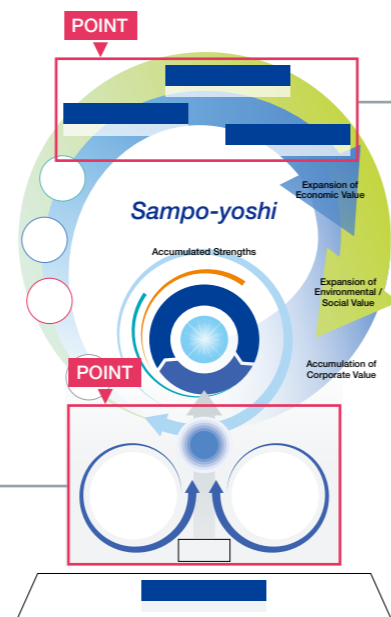 POINT
Expansion of
Economic Value
Sampo-yoshi
Accumulated Strengths
Expansion of
Environmental /
Social Value
Accumulation of
Corporate Value
POINT